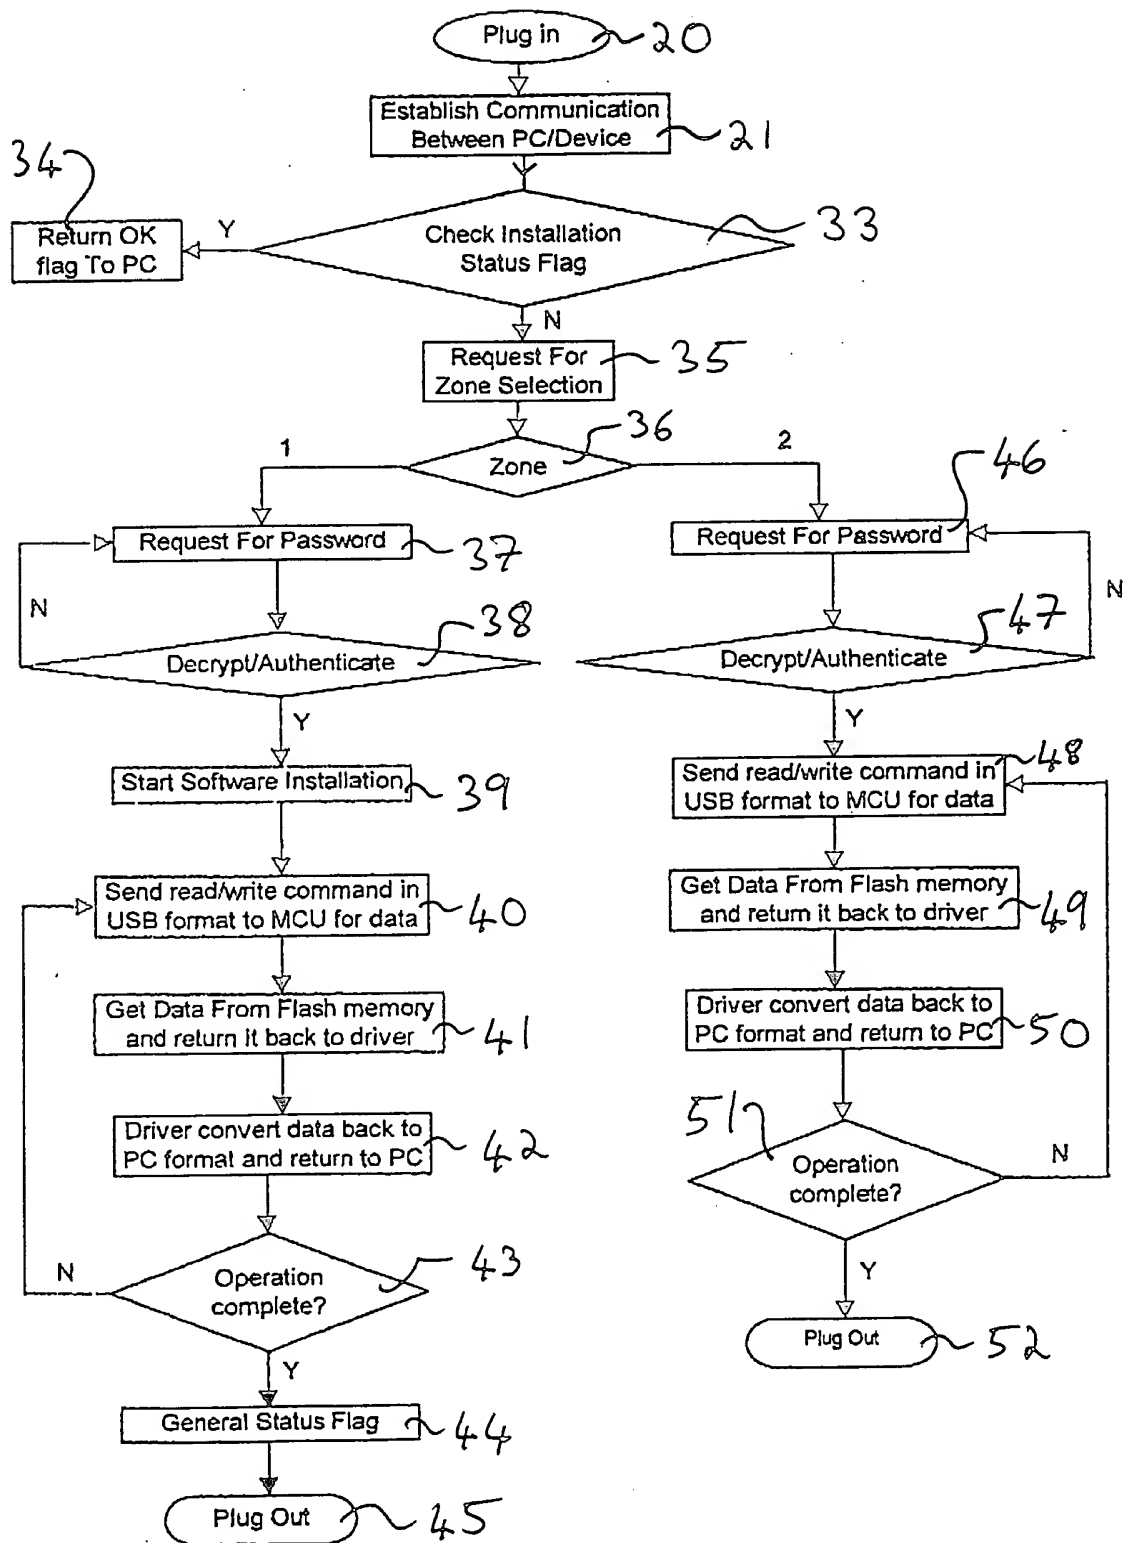 Plug in
20
Establish Communication
Between PC/Device
21
34
Return OK
flag To PC
Y
Check Installation
Status Flag
33
N
Request For
Zone Selection
35
36
1
Zone
2
46
Request For Password
37
Request For Password
N
N
38
Decrypt/Authenticate
47
Decrypt/Authenticate
Y
Y
Start Software Installation
39
Send read/write command in
USB format to MCU for data
48
Send read/write command in
USB format to MCU for data
40
Get Data From Flash memory
and return it back to driver
49
Get Data From Flash memory
and return it back to driver
41
Driver convert data back to
PC format and return to PC
50
Driver convert data back to
PC format and return to PC
42
51
Operation
complete?
N
N
Operation
complete?
43
Y
Y
Plug Out
52
General Status Flag
44
Plug Out
45